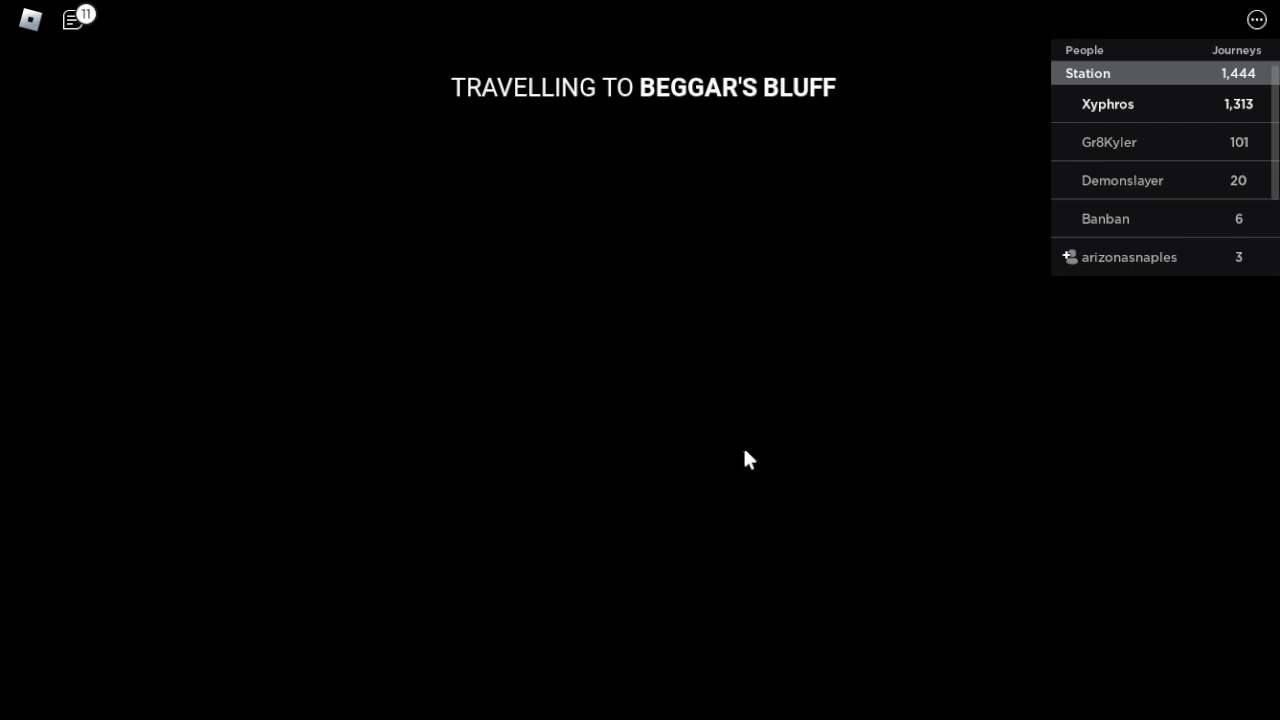 11
TRAVELLING TO BEGGAR'S BLUFF
People Journeys
Station 1,444
Xyphros 1,313
Gr8Kyler 101
Demonslayer 20
Banban 6
arizonasnaples 3